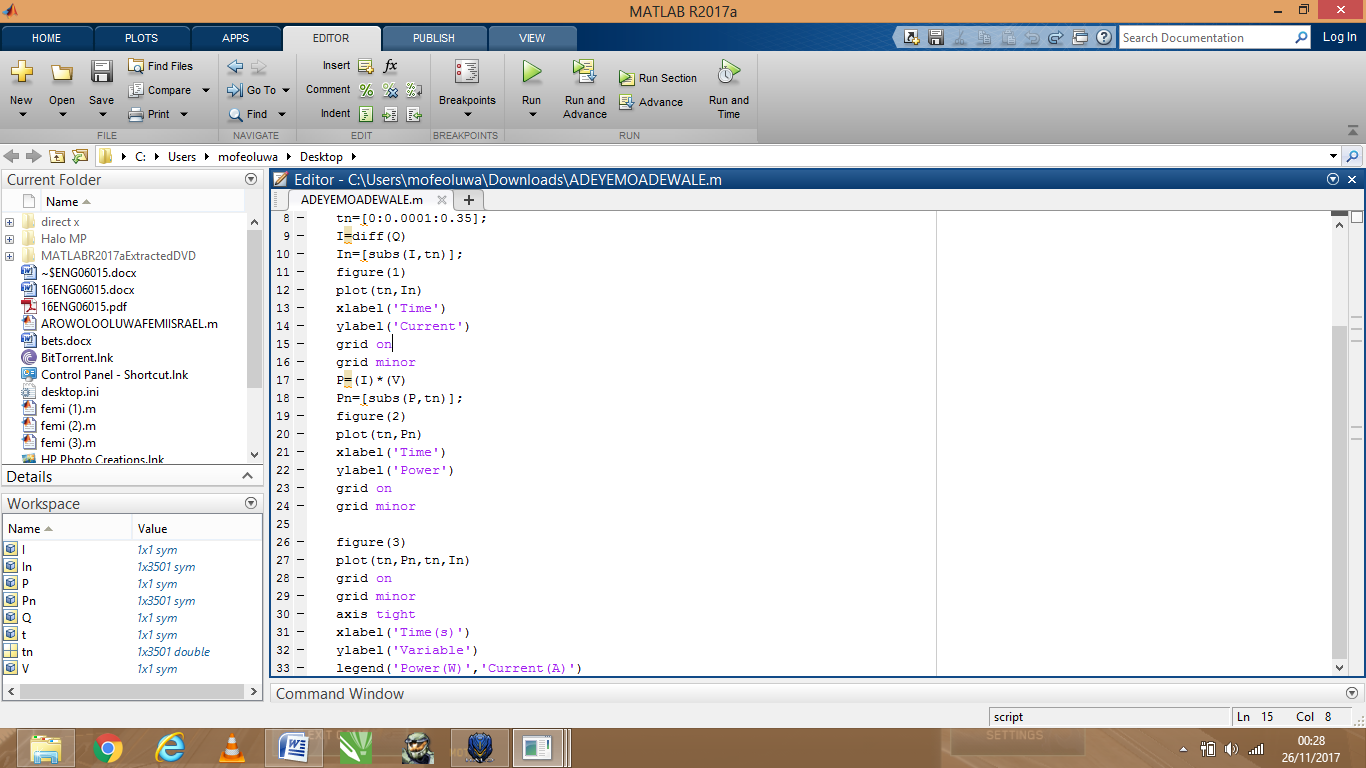 MATLAB R2017a
HOME PLOTS APPS EDITOR PUBLISH VIEW
Search Documentation
Log In
New
Open
Save
Find Files
Compare
Print
FILE
Go To
Find
NAVIGATE
Insert fx
Comment
Indent
EDIT
Breakpoints
BREAKPOINTS
Run
Run and Advance
Run Section
Advance
Run and Time
RUN
C: Users mofeoluwa Desktop
Current Folder
Name
direct x
Halo MP
MATLABR2017aExtractedDVD
~$ENG06015.docx
16ENG06015.docx
16ENG06015.pdf
AROWOLOOLUWAFEMIISRAEL.m
bets.docx
BitTorrent.lnk
Control Panel - Shortcut.lnk
desktop.ini
femi (1).m
femi (2).m
femi (3).m
HP Photo Creations.lnk
Details
Workspace
Name Value
I 1x1 sym
In 1x3501 sym
P 1x1 sym
Pn 1x3501 sym
Q 1x1 sym
t 1x1 sym
tn 1x3501 double
V 1x1 sym
Editor - C:\Users\mofeoluwa\Downloads\ADEYEMOADEWALE.m
ADEYEMOADEWALE.m
8 – tn=[0:0.0001:0.35];
9 – I=diff(Q)
10 – In=[subs(I,tn)];
11 – figure(1)
12 – plot(tn,In)
13 – xlabel('Time')
14 – ylabel('Current')
15 – grid on
16 – grid minor
17 – P=(I)*(V)
18 – Pn=[subs(P,tn)];
19 – figure(2)
20 – plot(tn,Pn)
21 – xlabel('Time')
22 – ylabel('Power')
23 – grid on
24 – grid minor
25
26 – figure(3)
27 – plot(tn,Pn,tn,In)
28 – grid on
29 – grid minor
30 – axis tight
31 – xlabel('Time(s)')
32 – ylabel('Variable')
33 – legend('Power(W)','Current(A)')
Command Window
script
Ln 15 Col 8
SETTINGS
00:28
26/11/2017